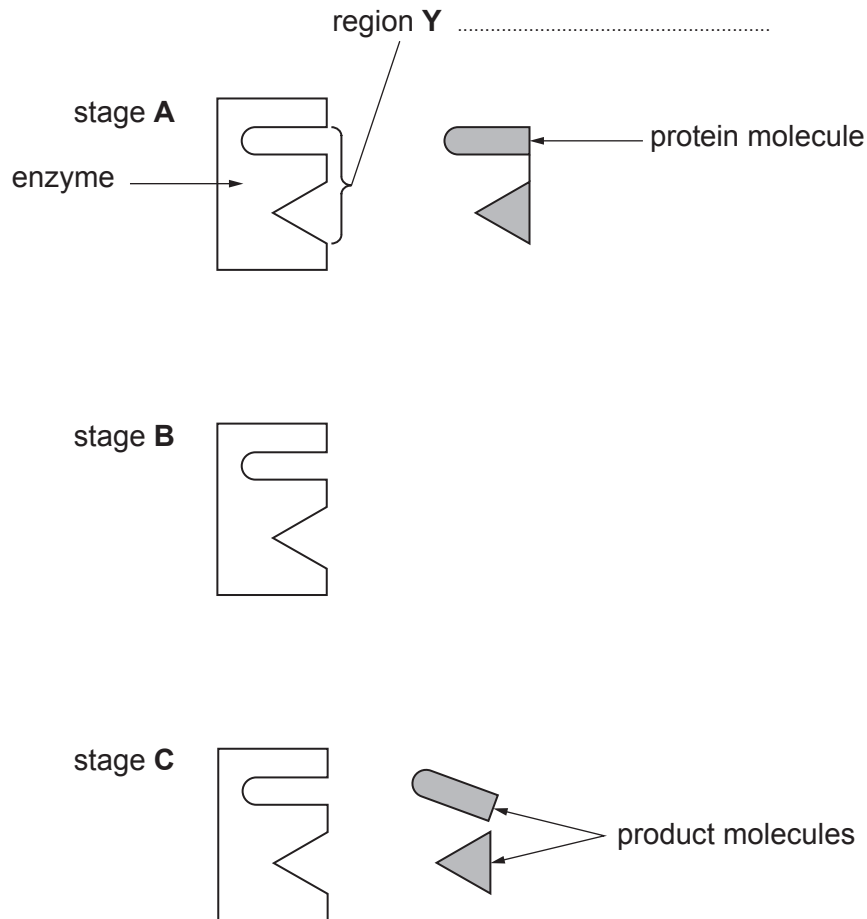 region Y ................................................................................
stage A
protein molecule
enzyme
stage B
stage C
product molecules